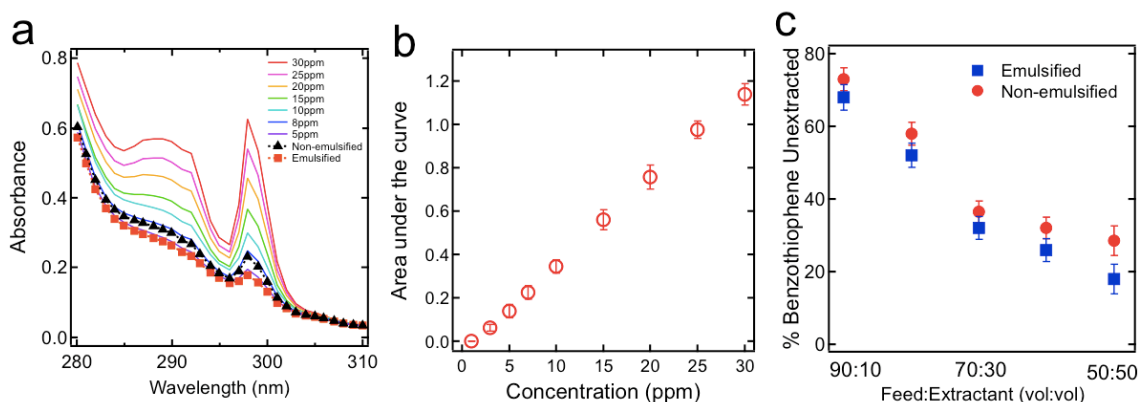 a
0.8
0.6
0.4
0.2
0.0
Absorbance
280
290
300
310
Wavelength (nm)
30ppm
25ppm
20ppm
15ppm
10ppm
8ppm
5ppm
Non-emulsified
Emulsified
b
1.2
1.0
0.8
0.6
0.4
0.2
0.0
Area under the curve
0
5
10
15
20
25
30
Concentration (ppm)
c
80
60
40
20
0
% Benzothiophene Unextracted
Emulsified
Non-emulsified
90:10
70:30
50:50
Feed:Extractant (vol:vol)